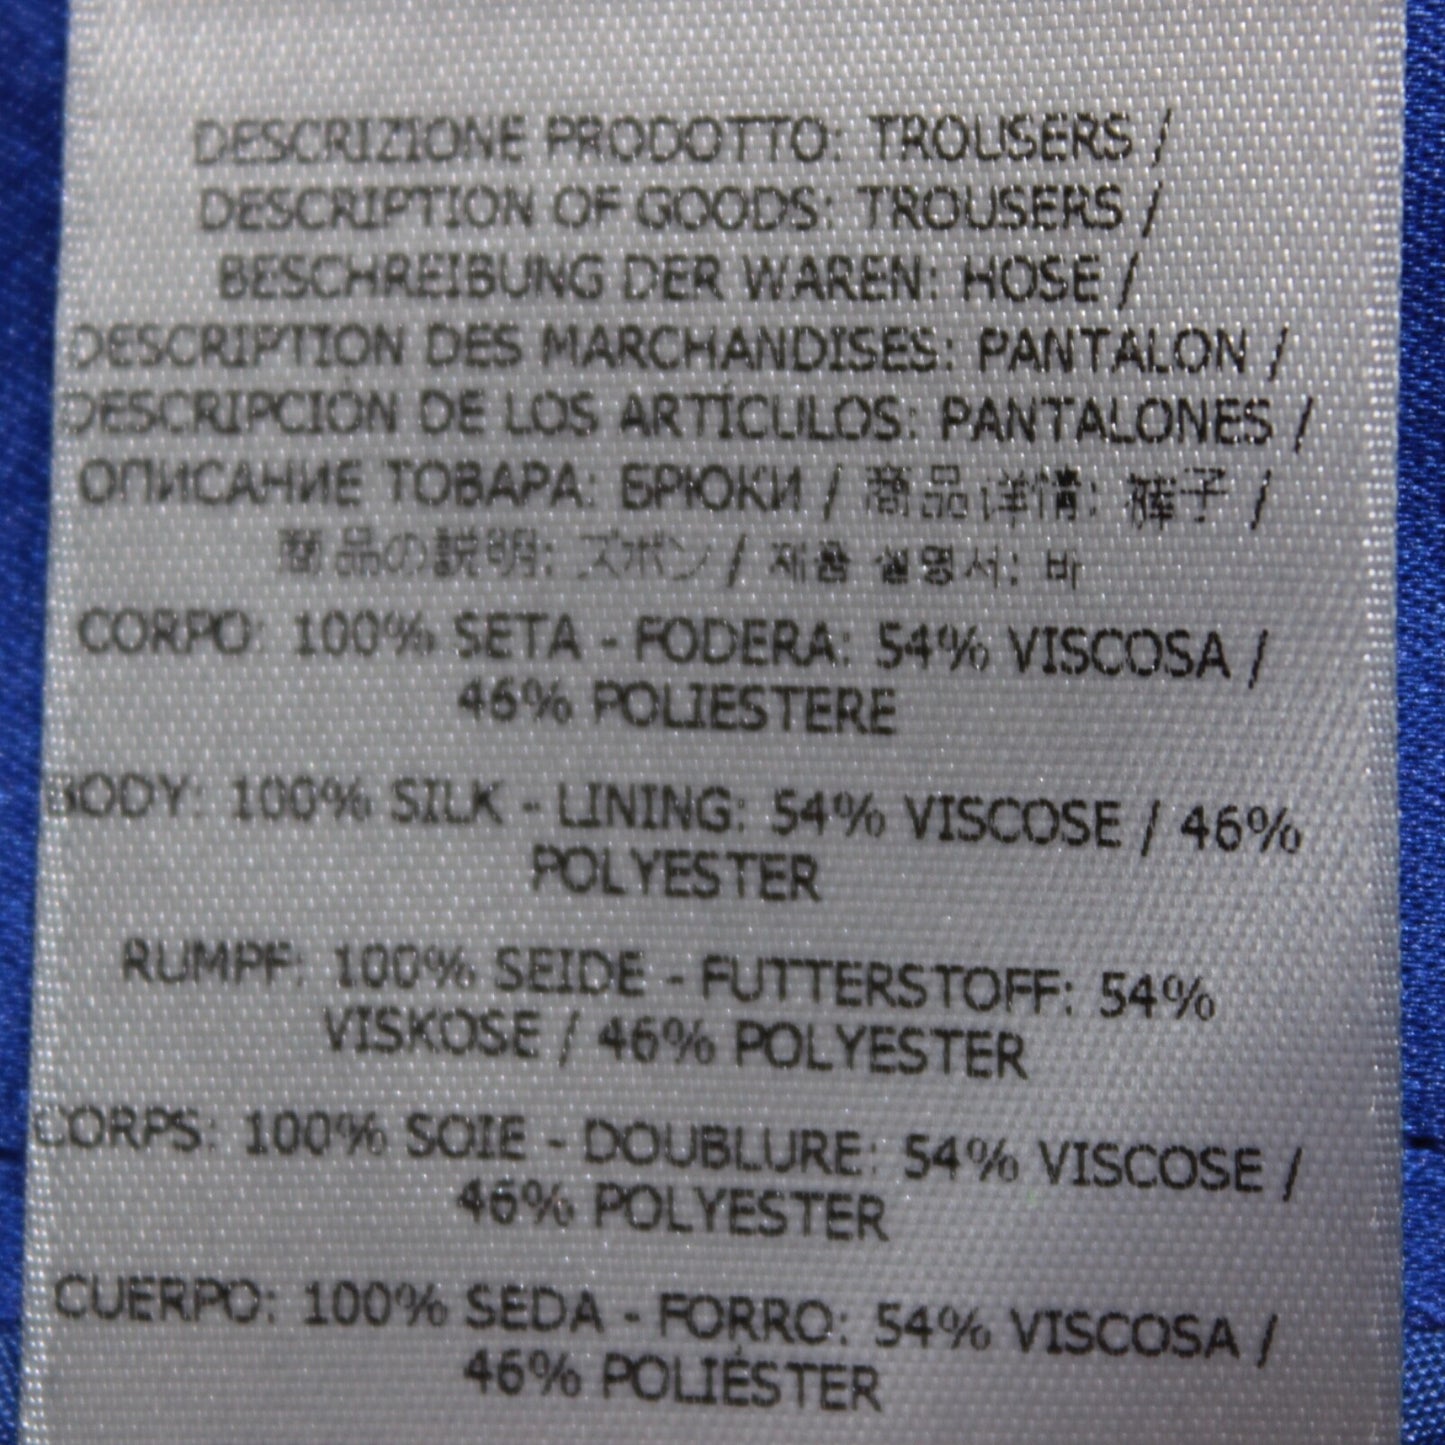 DESCRIZIONE PRODOTTO: TROUSERS /
DESCRIPTION OF GOODS: TROUSERS /
BESCHREIBUNG DER WAREN: HOSE /
DESCRIPTION DES MARCHANDISES: PANTALON /
DESCRIPCIÓN DE LOS ARTÍCULOS: PANTALONES /
ОПИСАНИЕ ТОВАРА: БРЮКИ / 商品详情: 裤子 /
商品の説明: ズボン / 제품 설명서: 바
CORPO: 100% SETA - FODERA: 54% VISCOSA /
46% POLIESTERE
BODY: 100% SILK - LINING: 54% VISCOSE / 46%
POLYESTER
RUMPF: 100% SEIDE - FUTTERSTOFF: 54%
VISKOSE / 46% POLYESTER
CORPS: 100% SOIE - DOUBLURE: 54% VISCOSE /
46% POLYESTER
CUERPO: 100% SEDA - FORRO: 54% VISCOSA /
46% POLIÉSTER